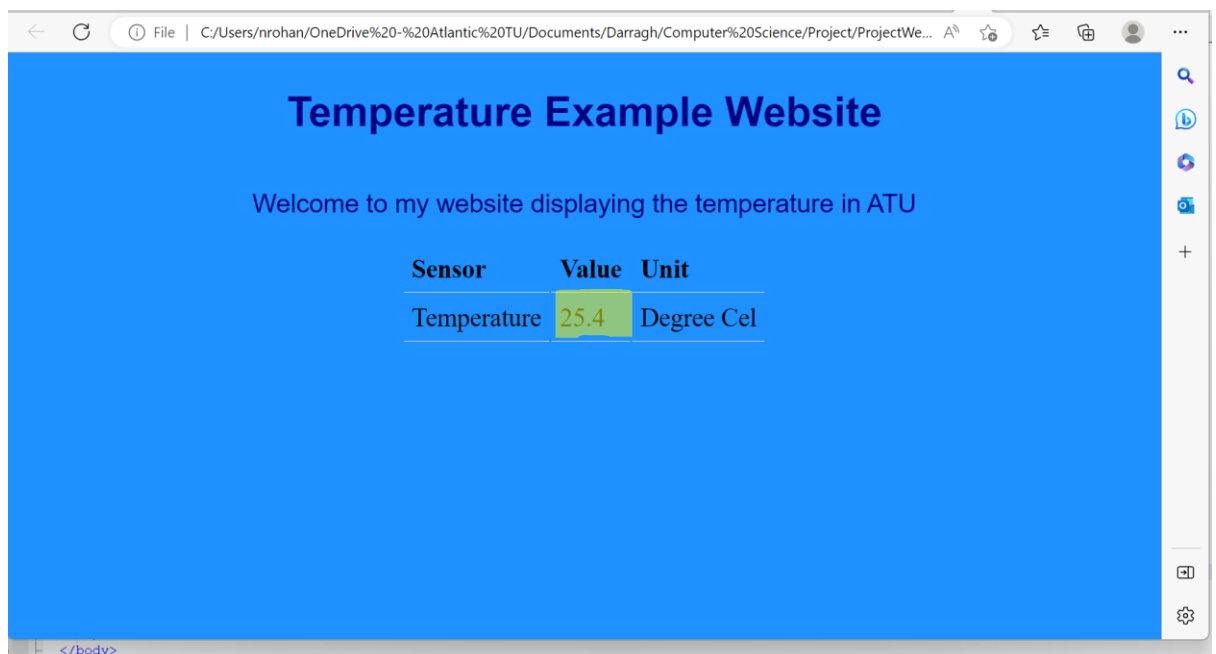 File | C:/Users/nrohan/OneDrive%20-%20Atlantic%20TU/Documents/Darragh/Computer%20Science/Project/ProjectWe...
Temperature Example Website
Welcome to my website displaying the temperature in ATU
Sensor Value Unit
Temperature 25.4 Degree Cel
</body>